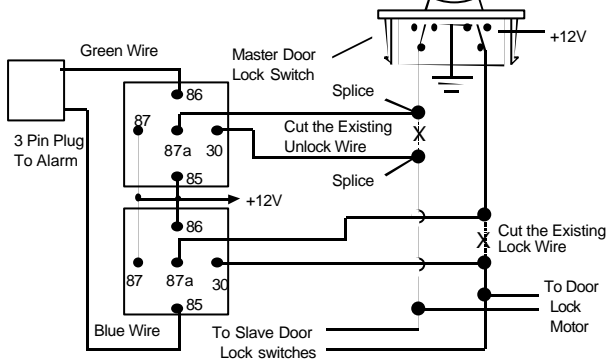 Green Wire
Master Door
Lock Switch
+12V
86
Splice
87
3 Pin Plug
To Alarm
87a
30
Cut the Existing
Unlock Wire
X
85
Splice
+12V
86
Cut the Existing
Lock Wire
X
87
87a
30
85
To Door
Lock
Motor
Blue Wire
To Slave Door
Lock switches